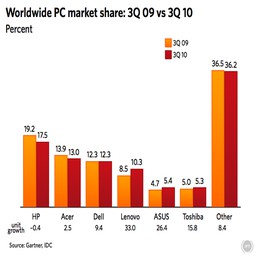 Worldwide PC market share: 3Q 09 vs 3Q 10
Percent
3Q 09
3Q 10
19.2 17.5
13.9 13.0
12.3 12.3
8.5 10.3
4.7 5.4
5.0 5.3
36.5 36.2
HP Acer Dell Lenovo ASUS Toshiba Other
unit
growth
-0.4 2.5 9.4 33.0 26.4 15.8 8.4
Source: Gartner, IDC